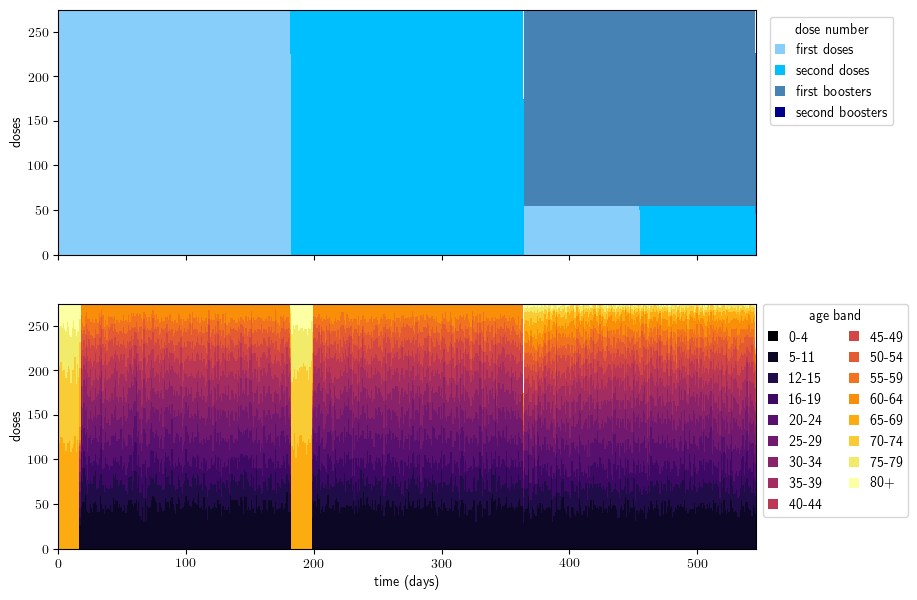 250
200
150
100
50
0
doses
dose number
first doses
second doses
first boosters
second boosters
250
200
150
100
50
0
doses
0 100 200 300 400 500
time (days)
age band
0-4 45-49
5-11 50-54
12-15 55-59
16-19 60-64
20-24 65-69
25-29 70-74
30-34 75-79
35-39 80+
40-44